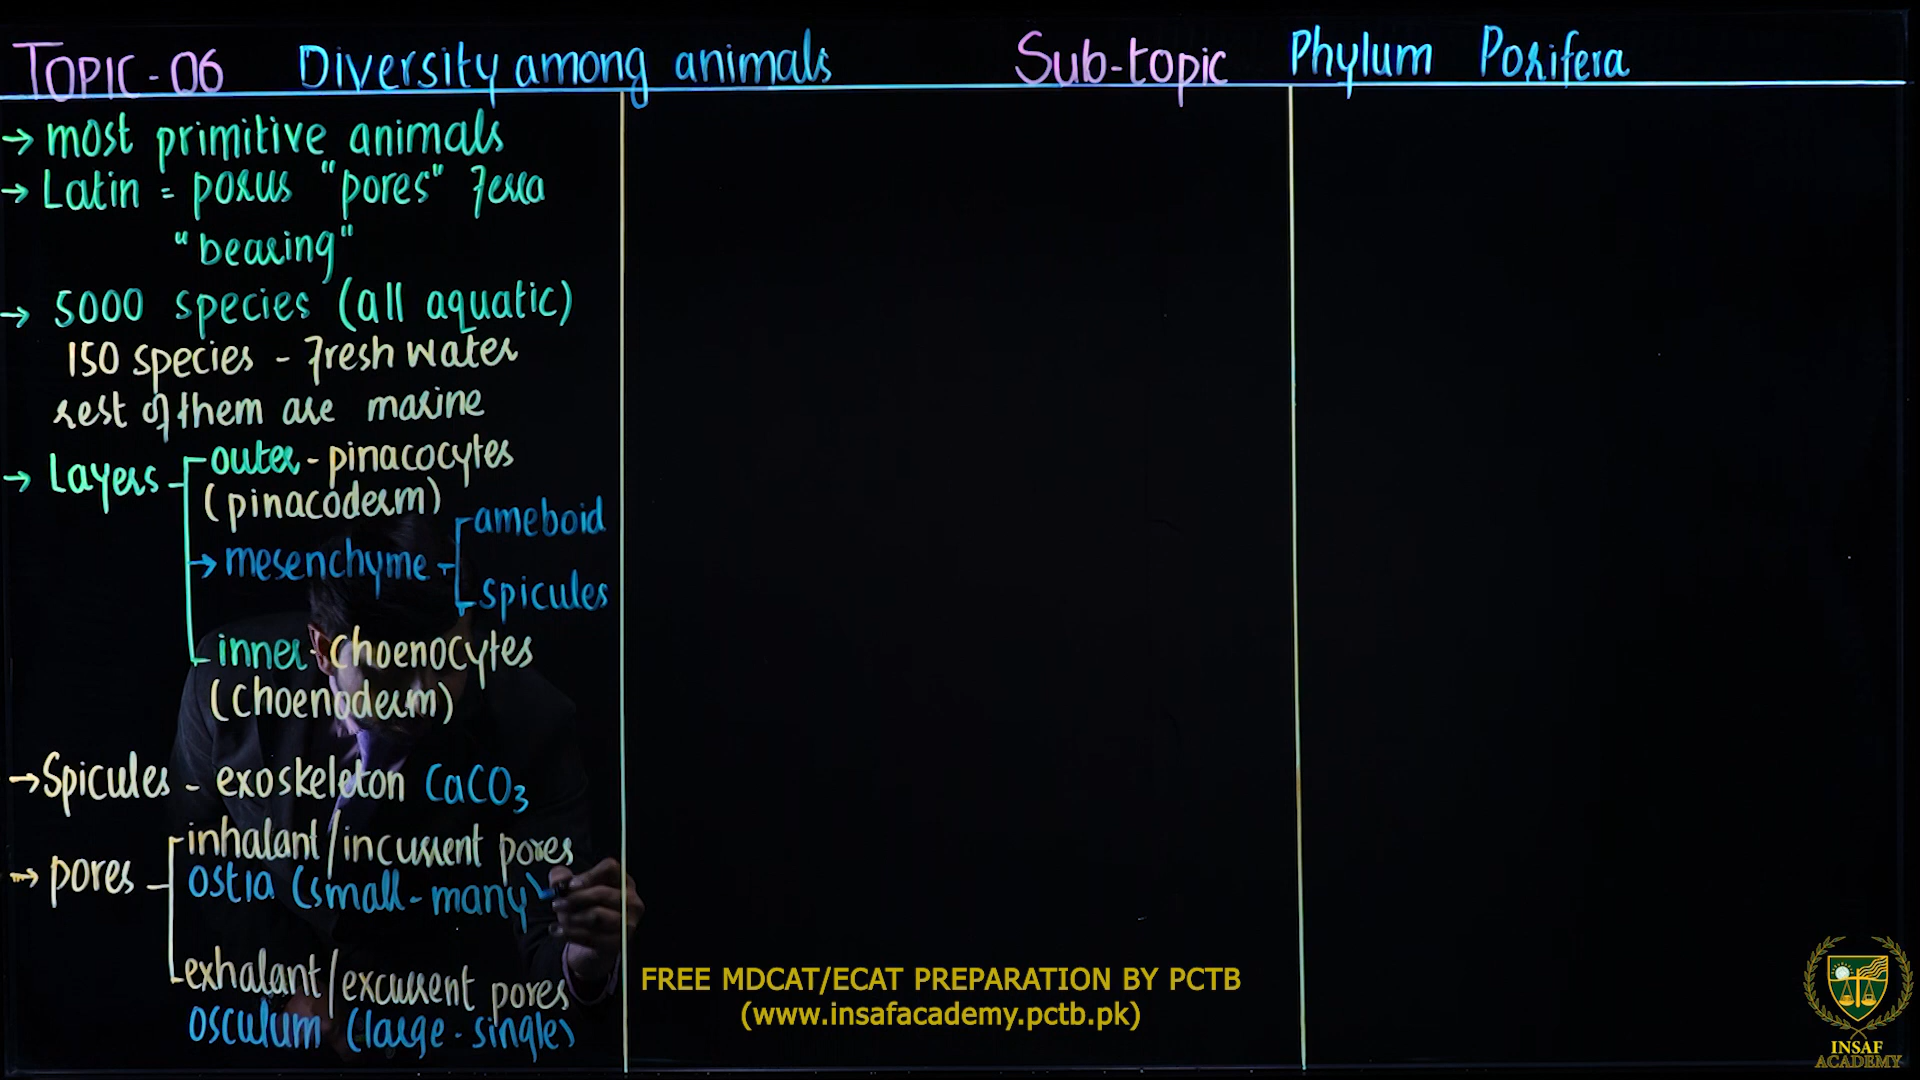 TOPIC-06 Diversity among animals Sub-topic Phylum Porifera
→ most primitive animals
→ Latin = porus "pores" ferra
"bearing"
→ 5000 species (all aquatic)
150 species - fresh water
rest of them are marine
→ Layers - outer - pinacocytes
(pinacoderm)
→ mesenchyme - ameboid
spicules
inner - choenocytes
(choenoderm)
→ Spicules - exoskeleton CaCO3
→ pores - inhalant/incurrent pores
ostia (small-many)
exhalant/excurrent pores
osculum (large-single)
FREE MDCAT/ECAT PREPARATION BY PCTB
(www.insafacademy.pctb.pk)
INSAF
ACADEMY